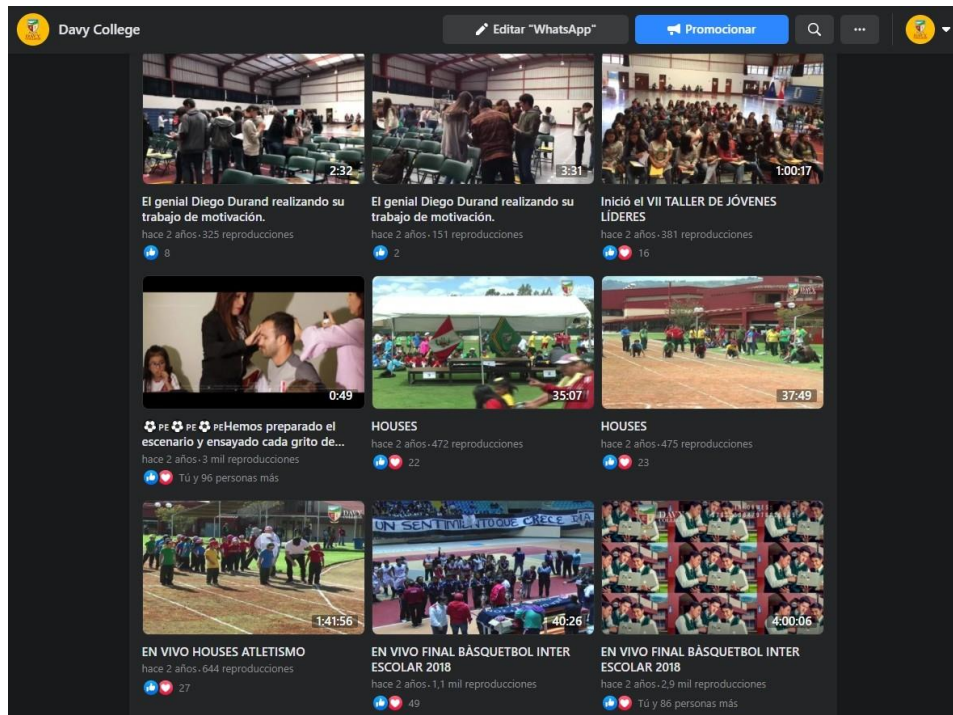 Davy College
Editar "WhatsApp"
Promocionar
2:32
3:31
1:00:17
El genial Diego Durand realizando su
trabajo de motivación.
hace 2 años · 325 reproducciones
8
El genial Diego Durand realizando su
trabajo de motivación.
hace 2 años · 151 reproducciones
2
Inició el VII TALLER DE JÓVENES
LÍDERES
hace 2 años · 381 reproducciones
16
0:49
35:07
37:49
⚽ PE ⚽ PE ⚽ PEHemos preparado el
escenario y ensayado cada grito de...
hace 2 años · 3 mil reproducciones
Tú y 96 personas más
HOUSES
hace 2 años · 472 reproducciones
22
HOUSES
hace 2 años · 475 reproducciones
23
DAVY
1:41:56
UN SENTIMIENTO QUE CRECE DIA
40:26
DAVY
COLLEGE
4:00:06
EN VIVO HOUSES ATLETISMO
hace 2 años · 644 reproducciones
27
EN VIVO FINAL BÀSQUETBOL INTER
ESCOLAR 2018
hace 2 años · 1,1 mil reproducciones
49
EN VIVO FINAL BÀSQUETBOL INTER
ESCOLAR 2018
hace 2 años · 2,9 mil reproducciones
Tú y 86 personas más